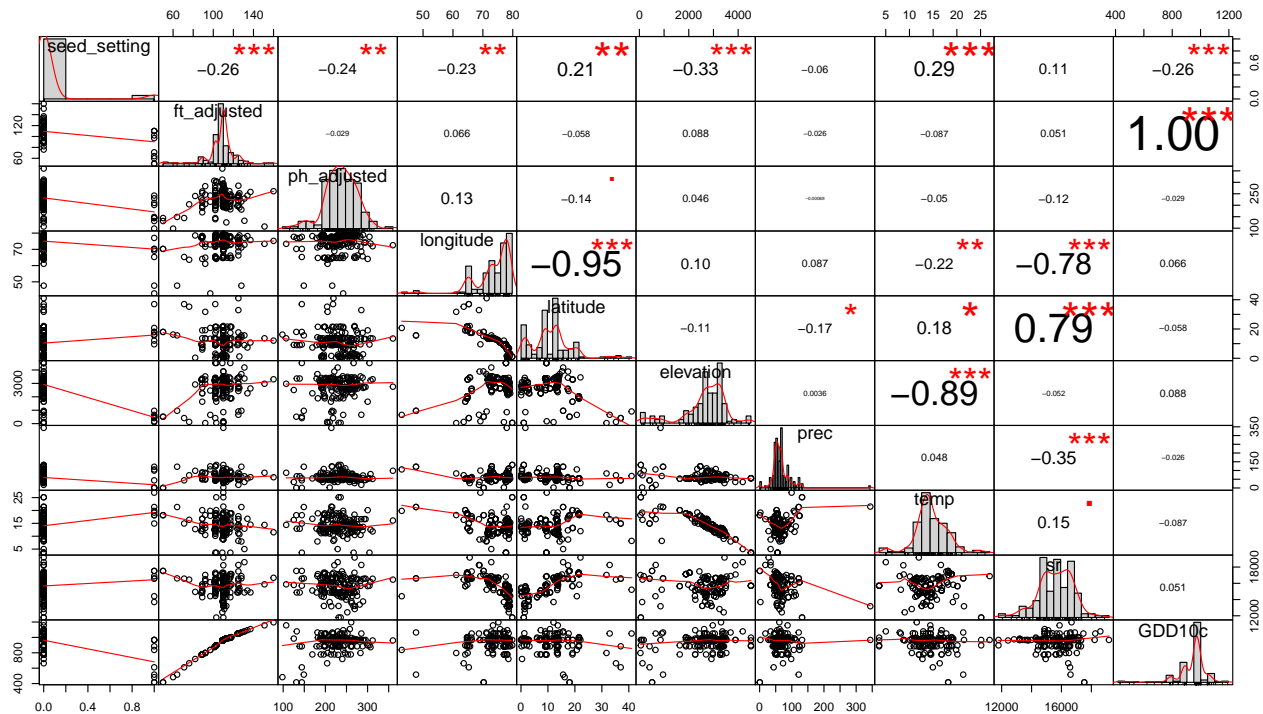 60 100 140 50 60 70 80 0 2000 4000 5 10 15 20 25 400 800 1200
seed_setting *** −0.26 ** −0.24 ** −0.23 ** 0.21 *** −0.33 −0.06 *** 0.29 0.11 *** −0.26 0.0 0.6
60 120 ft_adjusted −0.029 0.066 −0.058 0.088 −0.026 −0.087 0.051 *** 1.00
ph_adjusted 0.13 −0.14 0.046 −0.05 −0.12 −0.029 100 250
50 70 longitude *** −0.95 0.10 0.087 ** −0.22 *** −0.78 0.066
latitude −0.11 * −0.17 * 0.18 *** 0.79 −0.058 0 20 40
0 3000 elevation 0.0036 *** −0.89 −0.052 0.088
prec 0.048 *** −0.35 −0.026 0 150 350
5 15 25 temp 0.15 −0.087
sr 0.051 12000 18000
400 800 GDD10c
0.0 0.4 0.8 100 200 300 0 10 20 30 40 0 100 200 300 12000 16000